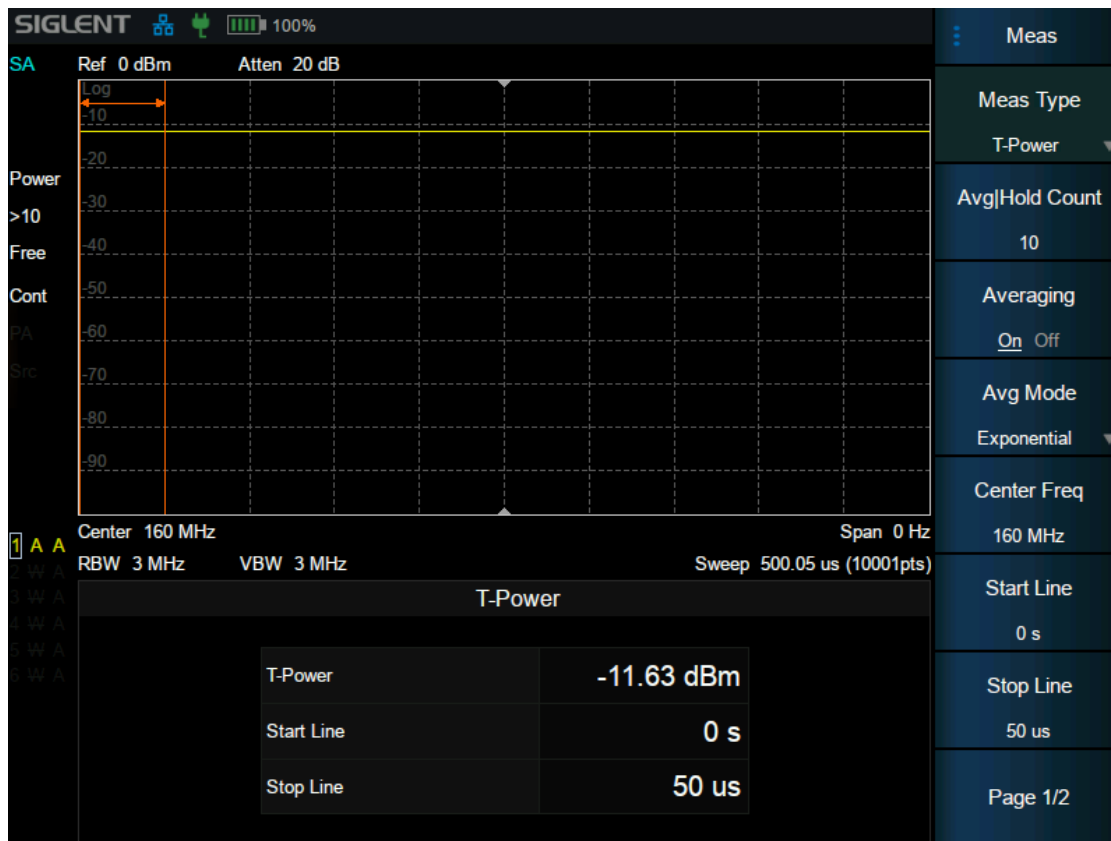 SIGLENT 100%
Meas
SA Ref 0 dBm Atten 20 dB
Log
-10
-20
-30
-40
-50
-60
-70
-80
-90
Power
>10
Free
Cont
PA
Src
Center 160 MHz Span 0 Hz
RBW 3 MHz VBW 3 MHz Sweep 500.05 us (10001pts)
1 A A
2 W A
3 W A
4 W A
5 W A
6 W A
T-Power
T-Power -11.63 dBm
Start Line 0 s
Stop Line 50 us
Meas Type
T-Power
Avg|Hold Count
10
Averaging
On Off
Avg Mode
Exponential
Center Freq
160 MHz
Start Line
0 s
Stop Line
50 us
Page 1/2